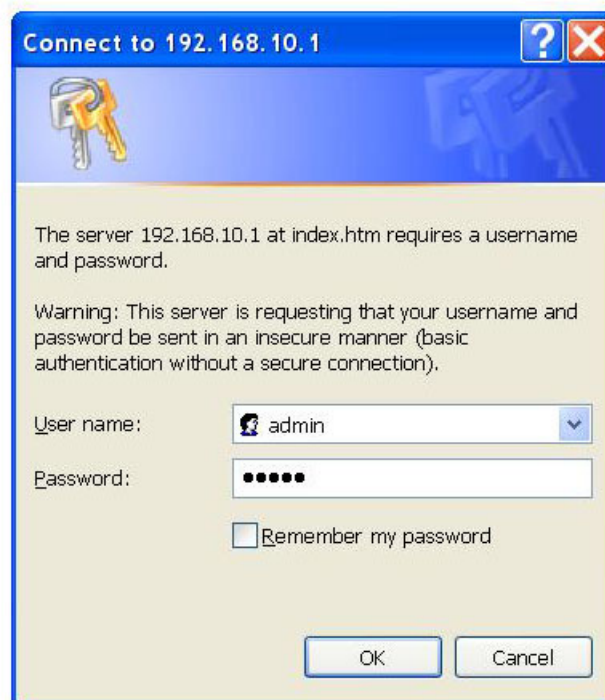 Connect to 192.168.10.1
The server 192.168.10.1 at index.htm requires a username
and password.
Warning: This server is requesting that your username and
password be sent in an insecure manner (basic
authentication without a secure connection).
User name:
admin
Password:
●●●●●
Remember my password
OK
Cancel